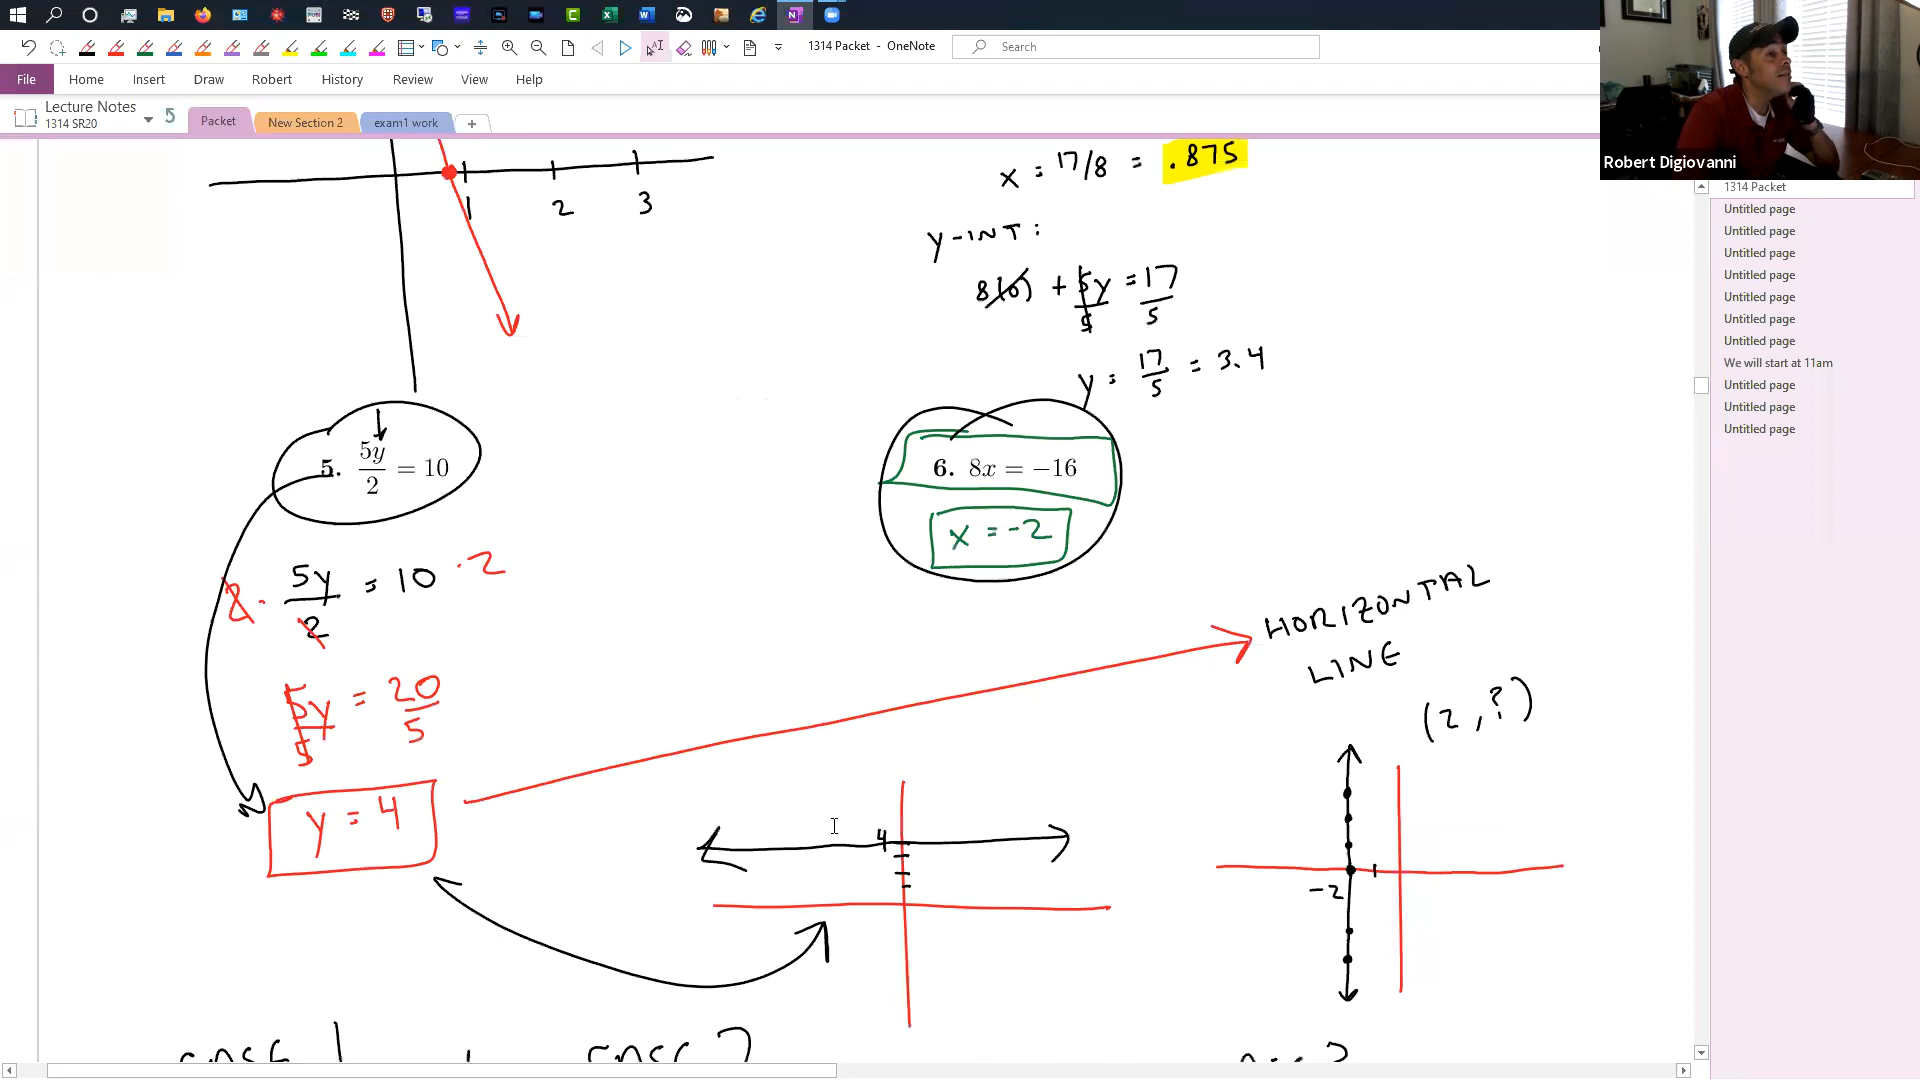 1314 Packet - OneNote
Search
File Home Insert Draw Robert History Review View Help
Lecture Notes
1314 SR20
Packet
New Section 2
exam1 work
+
Robert Digiovanni
1314 Packet
Untitled page
Untitled page
Untitled page
Untitled page
Untitled page
Untitled page
Untitled page
We will start at 11am
Untitled page
Untitled page
Untitled page
1 2 3
x = 17/8 = .875
y-INT:
8(0) + 5y/5 = 17/5
y = 17/5 = 3.4
5. 5y/2 = 10
6. 8x = -16
x = -2
2 · 5y/2 = 10 · 2
5y/5 = 20/5
y = 4
HORIZONTAL
LINE
(2, ?)
4
-2 1